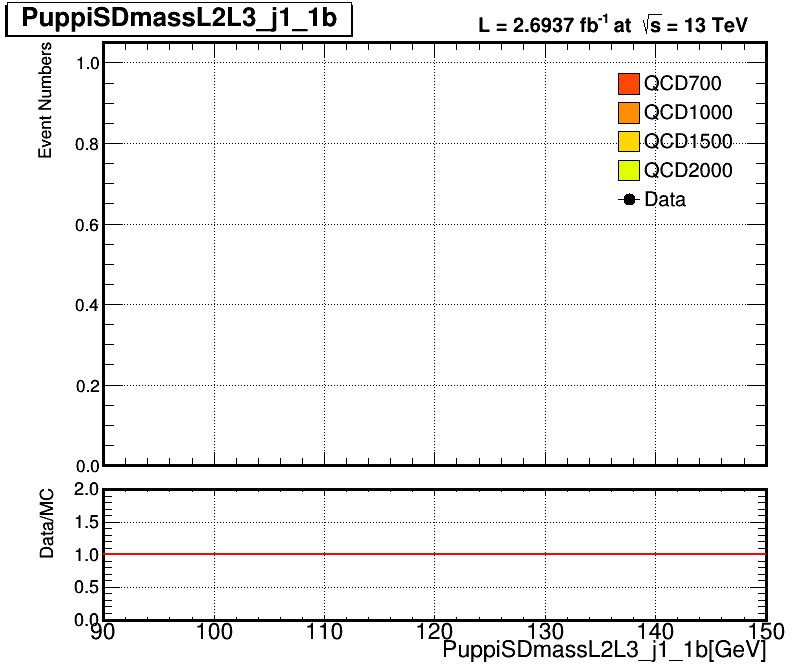 PuppiSDmassL2L3_j1_1b
L = 2.6937 fb⁻¹ at √s = 13 TeV
Event Numbers
1.0
0.8
0.6
0.4
0.2
0.0
QCD700
QCD1000
QCD1500
QCD2000
Data
Data/MC
2.0
1.5
1.0
0.5
0.0
90 100 110 120 130 140 150
PuppiSDmassL2L3_j1_1b[GeV]